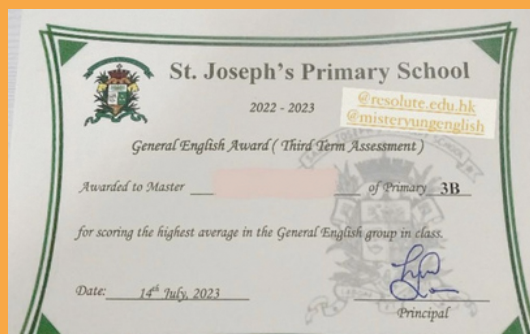 St. Joseph's Primary School
2022 - 2023
@resolute.edu.hk
@misteryungenglish
General English Award ( Third Term Assessment )
Awarded to Master of Primary 3B
for scoring the highest average in the General English group in class.
Date: 14th July, 2023
Principal